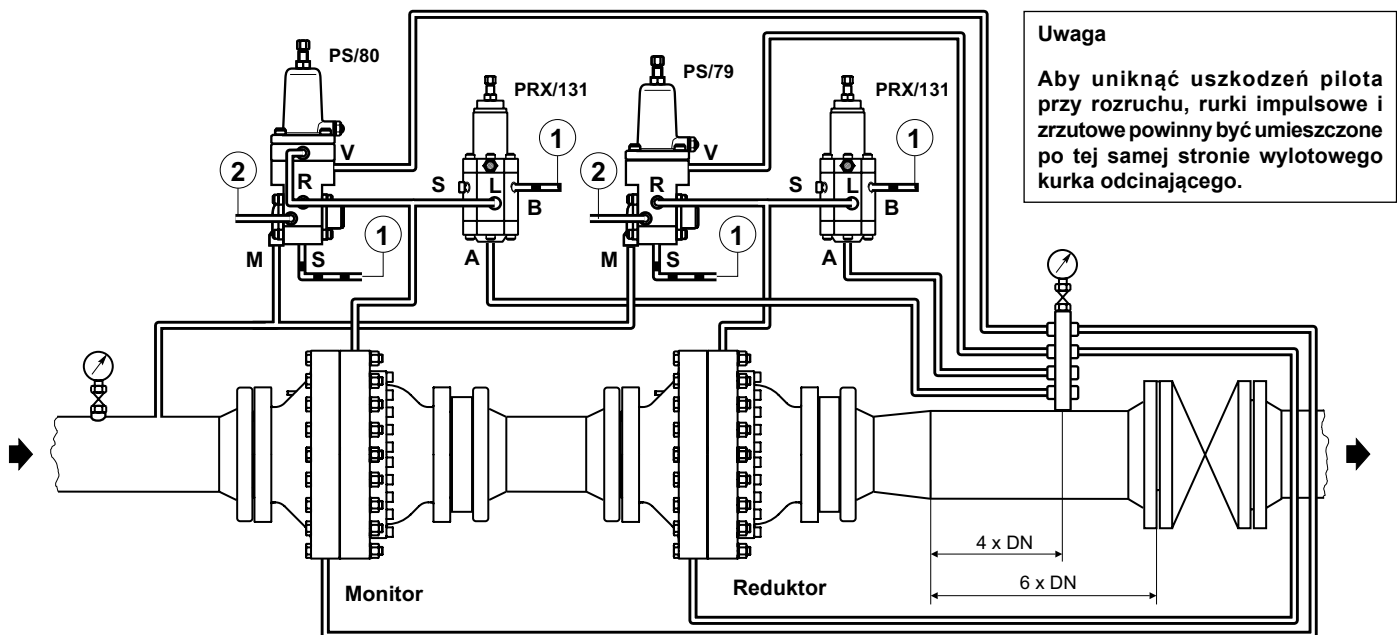 PS/80
PRX/131
PS/79
PRX/131
Uwaga
Aby uniknąć uszkodzeń pilota
przy rozruchu, rurki impulsowe i
zrzutowe powinny być umieszczone
po tej samej stronie wylotowego
kurka odcinającego.
V
1
V
1
2
R
S
L
B
2
R
S
L
B
1
1
M
S
A
M
S
A
4 x DN
6 x DN
Monitor
Reduktor